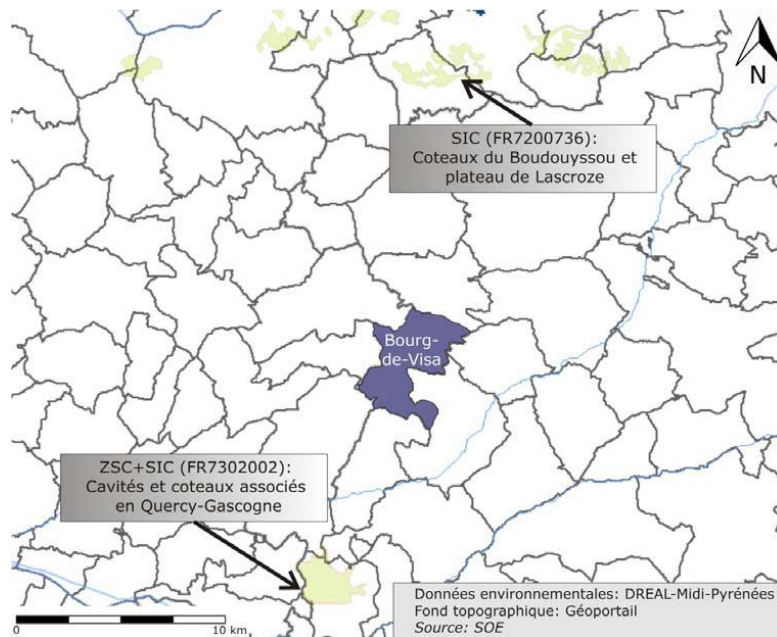 N
SIC (FR7200736):
Coteaux du Boudouyssou et
plateau de Lascroze
Bourg-
de-Visa
ZSC+SIC (FR7302002):
Cavités et coteaux associés
en Quercy-Gascogne
Données environnementales: DREAL-Midi-Pyrénées
Fond topographique: Géoportail
Source: SOE
0 10 km